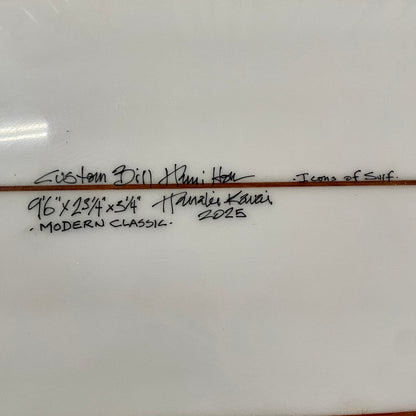 Custom Bill Hamilton · Icons of Surf ·
9'6" x 23 1/4" x 3 1/4" Hanalei Kauai
2025
· MODERN CLASSIC ·